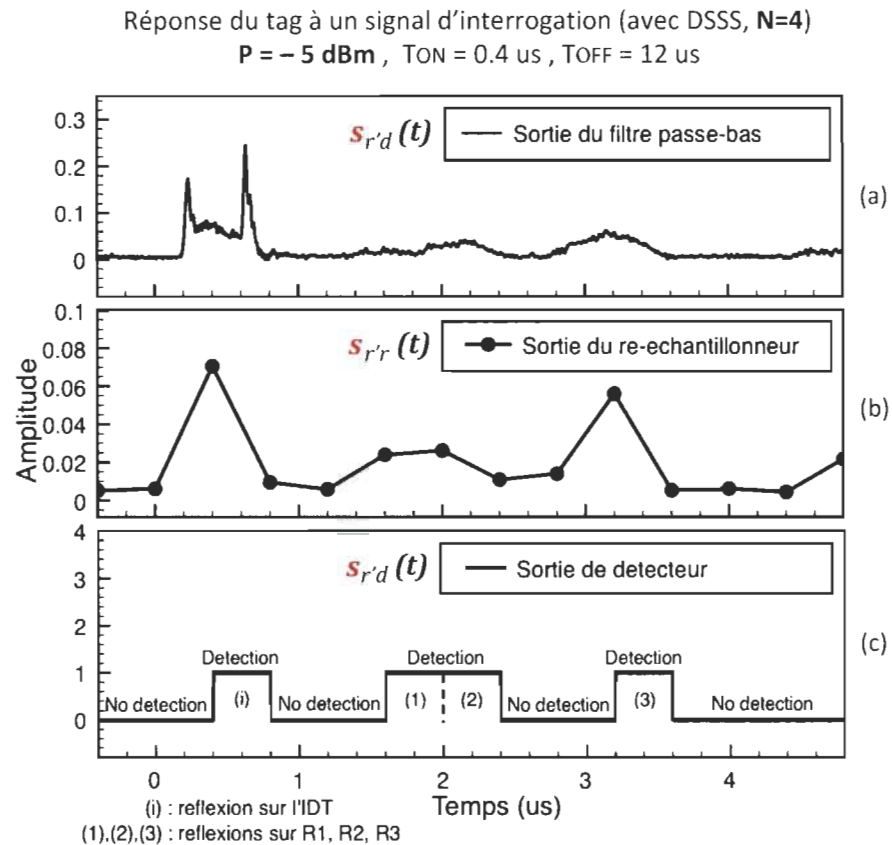 Réponse du tag à un signal d'interrogation (avec DSSS, N=4)
P = – 5 dBm , TON = 0.4 us , TOFF = 12 us
s r'd (t)
Sortie du filtre passe-bas
0.3
0.2
0.1
0
(a)
s r'r (t)
Sortie du re-echantillonneur
0.1
0.08
0.06
0.04
0.02
0
(b)
Amplitude
s r'd (t)
Sortie de detecteur
4
3
2
1
0
(c)
Detection
Detection
Detection
No detection
(i)
No detection
(1)
(2)
No detection
(3)
No detection
0
1
2
3
4
Temps (us)
(i) : reflexion sur l'IDT
(1),(2),(3) : reflexions sur R1, R2, R3